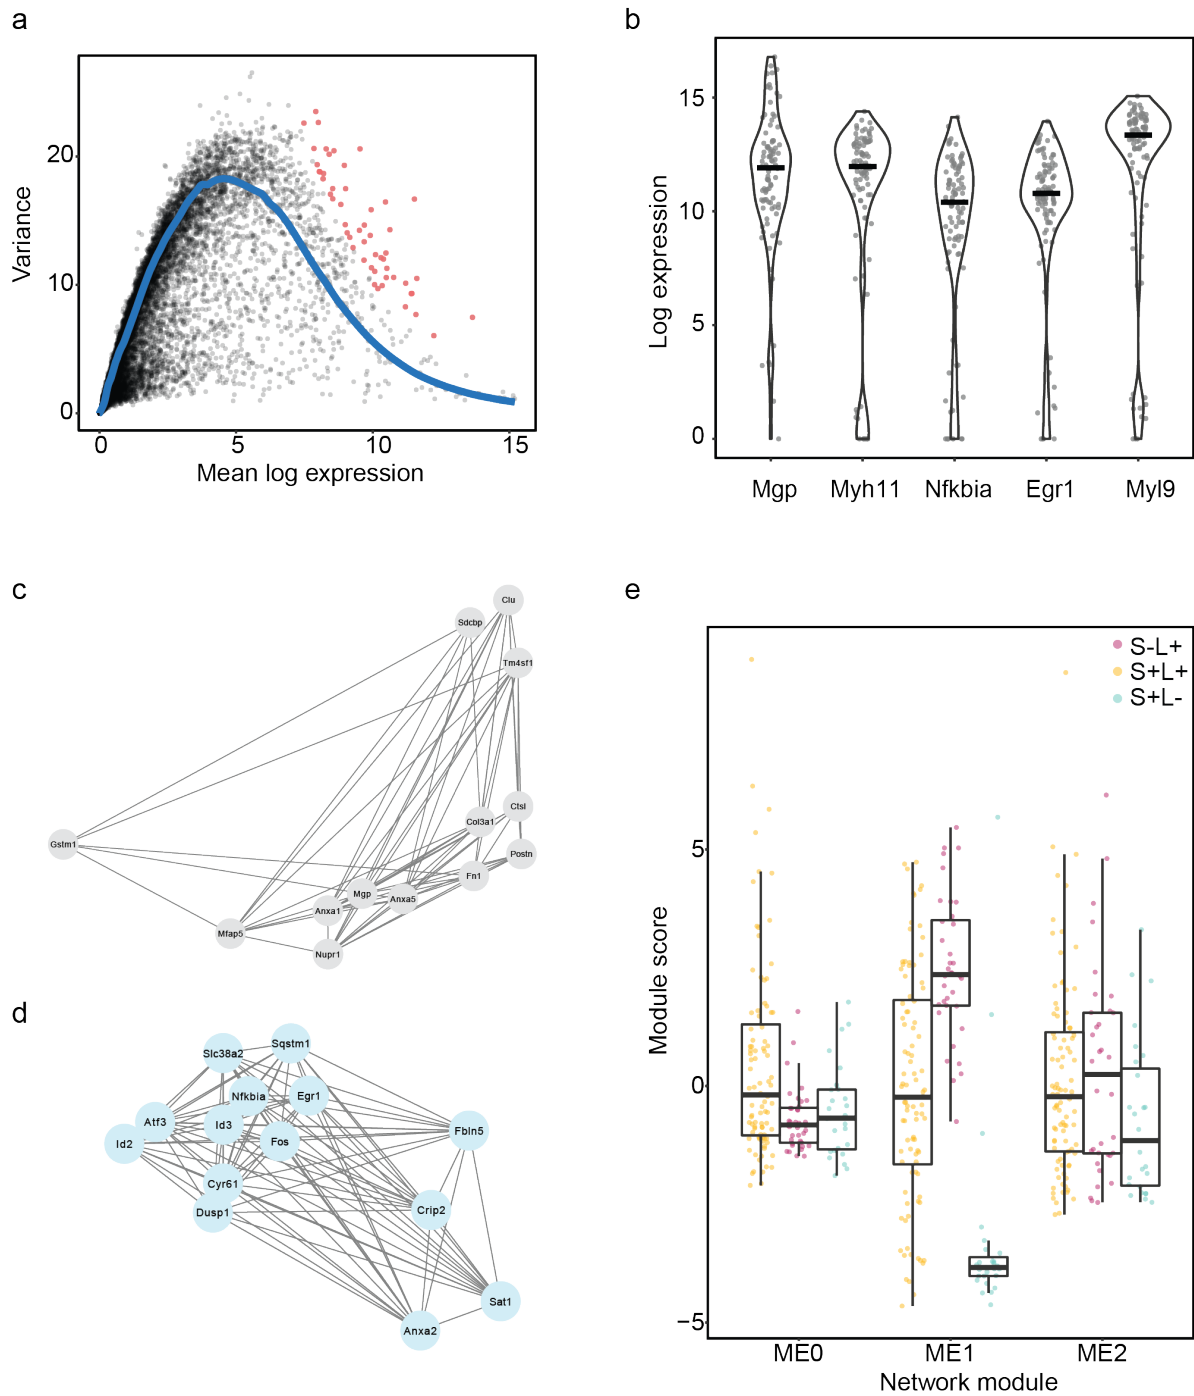 a
20
10
0
Variance
0 5 10 15
Mean log expression
b
15
10
5
0
Log expression
Mgp Myh11 Nfkbia Egr1 Myl9
c
Clu
Sdcbp
Tm4sf1
Ctsl
Col3a1
Gstm1
Postn
Fn1
Mgp
Anxa5
Anxa1
Mfap5
Nupr1
d
Sqstm1
Slc38a2
Nfkbia
Egr1
Atf3
Id3
Fbln5
Id2
Fos
Cyr61
Crip2
Dusp1
Sat1
Anxa2
e
S-L+
S+L+
S+L-
5
0
−5
Module score
ME0 ME1 ME2
Network module